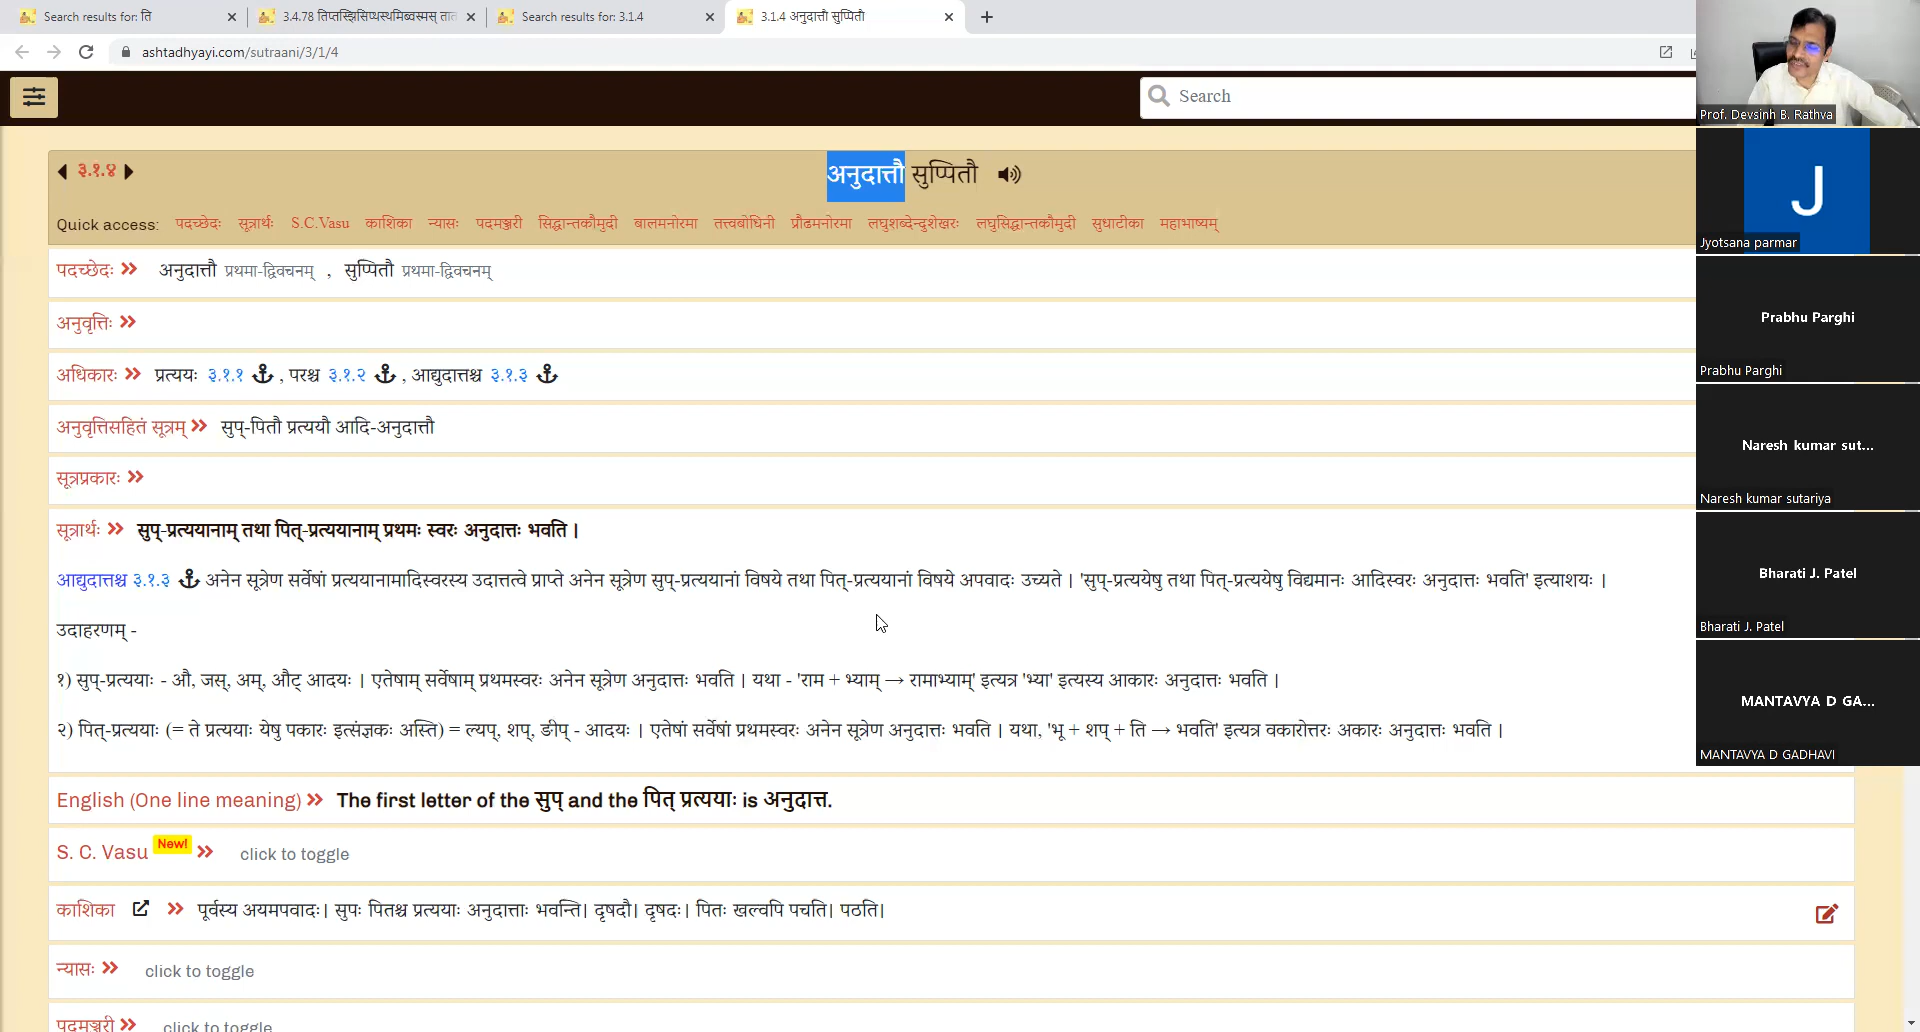 Search results for: ति
3.4.78 तिप्तस्झिसिप्थस्थमिब्वस्मस् तात
Search results for: 3.1.4
3.1.4 अनुदात्तौ सुप्पितौ
ashtadhyayi.com/sutraani/3/1/4
Search
३.१.४
अनुदात्तौ सुप्पितौ
Quick access: पदच्छेदः सूत्रार्थः S.C.Vasu काशिका न्यासः पदमञ्जरी सिद्धान्तकौमुदी बालमनोरमा तत्त्वबोधिनी प्रौढमनोरमा लघुशब्देन्दुशेखरः लघुसिद्धान्तकौमुदी सुधाटीका महाभाष्यम्
पदच्छेदः अनुदात्तौ प्रथमा-द्विवचनम् , सुप्पितौ प्रथमा-द्विवचनम्
अनुवृत्तिः
अधिकारः प्रत्ययः ३.१.१ , परश्च ३.१.२ , आद्युदात्तश्च ३.१.३
अनुवृत्तिसहितं सूत्रम् सुप्-पितौ प्रत्ययौ आदि-अनुदात्तौ
सूत्रप्रकारः
सूत्रार्थः सुप्-प्रत्ययानाम् तथा पित्-प्रत्ययानाम् प्रथमः स्वरः अनुदात्तः भवति ।
आद्युदात्तश्च ३.१.३ अनेन सूत्रेण सर्वेषां प्रत्ययानामादिस्वरस्य उदात्तत्वे प्राप्ते अनेन सूत्रेण सुप्-प्रत्ययानां विषये तथा पित्-प्रत्ययानां विषये अपवादः उच्यते । 'सुप्-प्रत्ययेषु तथा पित्-प्रत्ययेषु विद्यमानः आदिस्वरः अनुदात्तः भवति' इत्याशयः ।
उदाहरणम् -
१) सुप्-प्रत्ययाः - औ, जस्, अम्, औट् आदयः । एतेषाम् सर्वेषाम् प्रथमस्वरः अनेन सूत्रेण अनुदात्तः भवति । यथा - 'राम + भ्याम् → रामाभ्याम्' इत्यत्र 'भ्या' इत्यस्य आकारः अनुदात्तः भवति ।
२) पित्-प्रत्ययाः (= ते प्रत्ययाः येषु पकारः इत्संज्ञकः अस्ति) = ल्यप्, शप्, ङीप् - आदयः । एतेषां सर्वेषां प्रथमस्वरः अनेन सूत्रेण अनुदात्तः भवति । यथा, 'भू + शप् + ति → भवति' इत्यत्र वकारोत्तरः अकारः अनुदात्तः भवति ।
English (One line meaning) The first letter of the सुप् and the पित् प्रत्ययाः is अनुदात्त.
S. C. Vasu New! click to toggle
काशिका पूर्वस्य अयमपवादः। सुपः पितश्च प्रत्ययाः अनुदात्ताः भवन्ति। दृषदौ। दृषदः। पितः खल्वपि पचति। पठति।
न्यासः click to toggle
पदमञ्जरी click to toggle
Prof. Devsinh B. Rathva
J
Jyotsana parmar
Prabhu Parghi
Prabhu Parghi
Naresh kumar sut...
Naresh kumar sutariya
Bharati J. Patel
Bharati J. Patel
MANTAVYA D GA...
MANTAVYA D GADHAVI